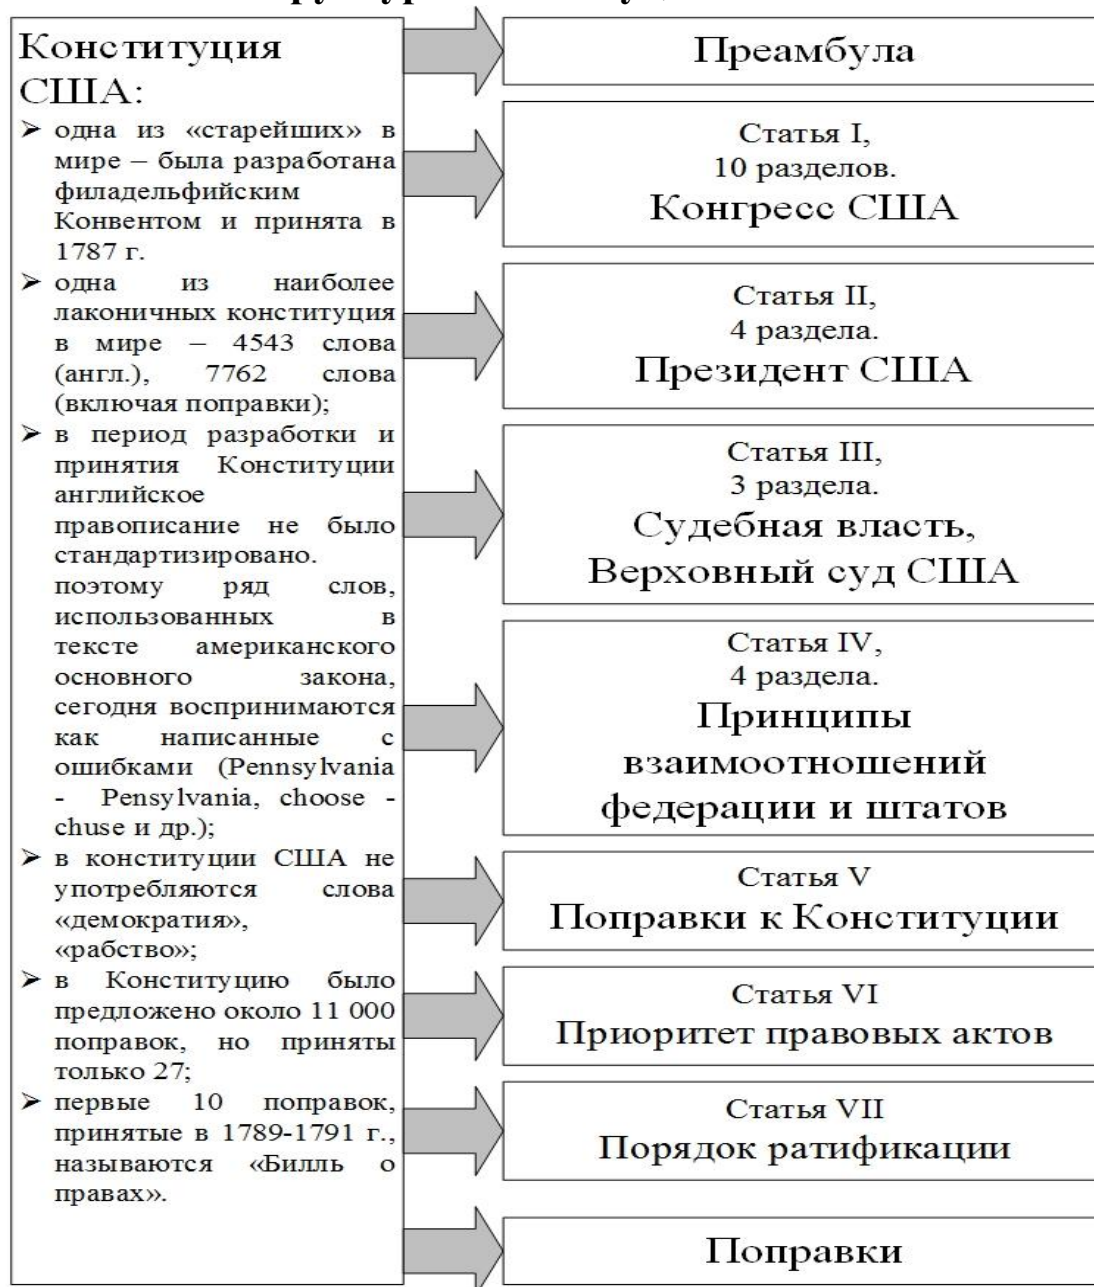 Конституция
США:
➢ одна из «старейших» в
мире – была разработана
филадельфийским
Конвентом и принята в
1787 г.
➢ одна из наиболее
лаконичных конституция
в мире – 4543 слова
(англ.), 7762 слова
(включая поправки);
➢ в период разработки и
принятия Конституции
английское
правописание не было
стандартизировано.
поэтому ряд слов,
использованных в
тексте американского
основного закона,
сегодня воспринимаются
как написанные с
ошибками (Pennsylvania
- Pensylvania, choose -
chuse и др.);
➢ в конституции США не
употребляются слова
«демократия»,
«рабство»;
➢ в Конституцию было
предложено около 11 000
поправок, но приняты
только 27;
➢ первые 10 поправок,
принятые в 1789-1791 г.,
называются «Билль о
правах».
Преамбула
Статья I,
10 разделов.
Конгресс США
Статья II,
4 раздела.
Президент США
Статья III,
3 раздела.
Судебная власть,
Верховный суд США
Статья IV,
4 раздела.
Принципы
взаимоотношений
федерации и штатов
Статья V
Поправки к Конституции
Статья VI
Приоритет правовых актов
Статья VII
Порядок ратификации
Поправки